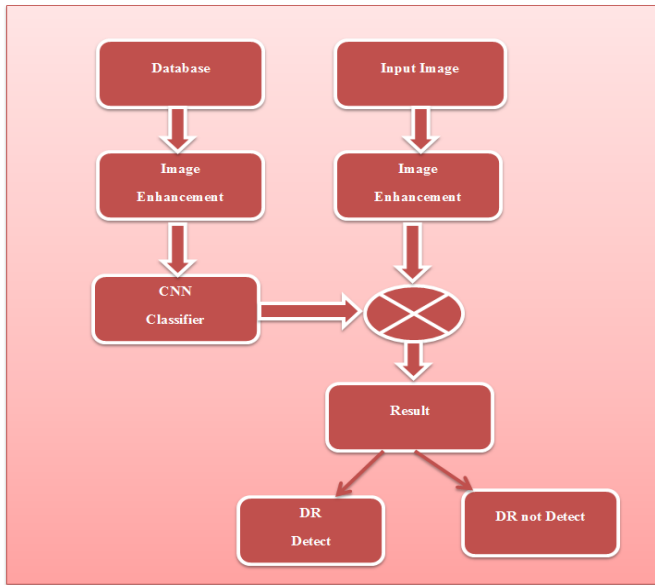 Database
Input Image
Image
Enhancement
Image
Enhancement
CNN
Classifier
Result
DR
Detect
DR not Detect